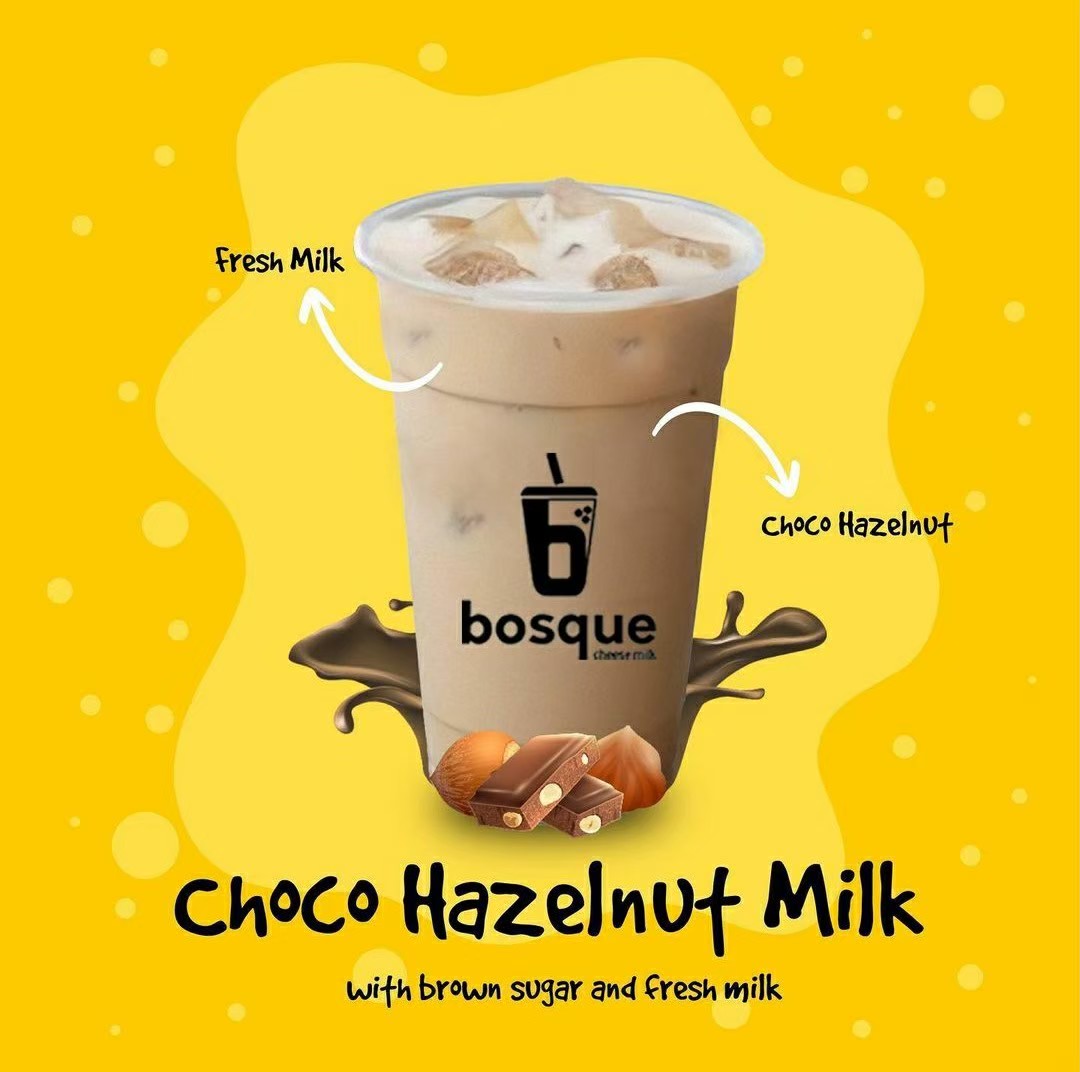 Fresh Milk
Choco Hazelnut
bosque
cheese milk
Choco Hazelnut Milk
with brown sugar and fresh milk